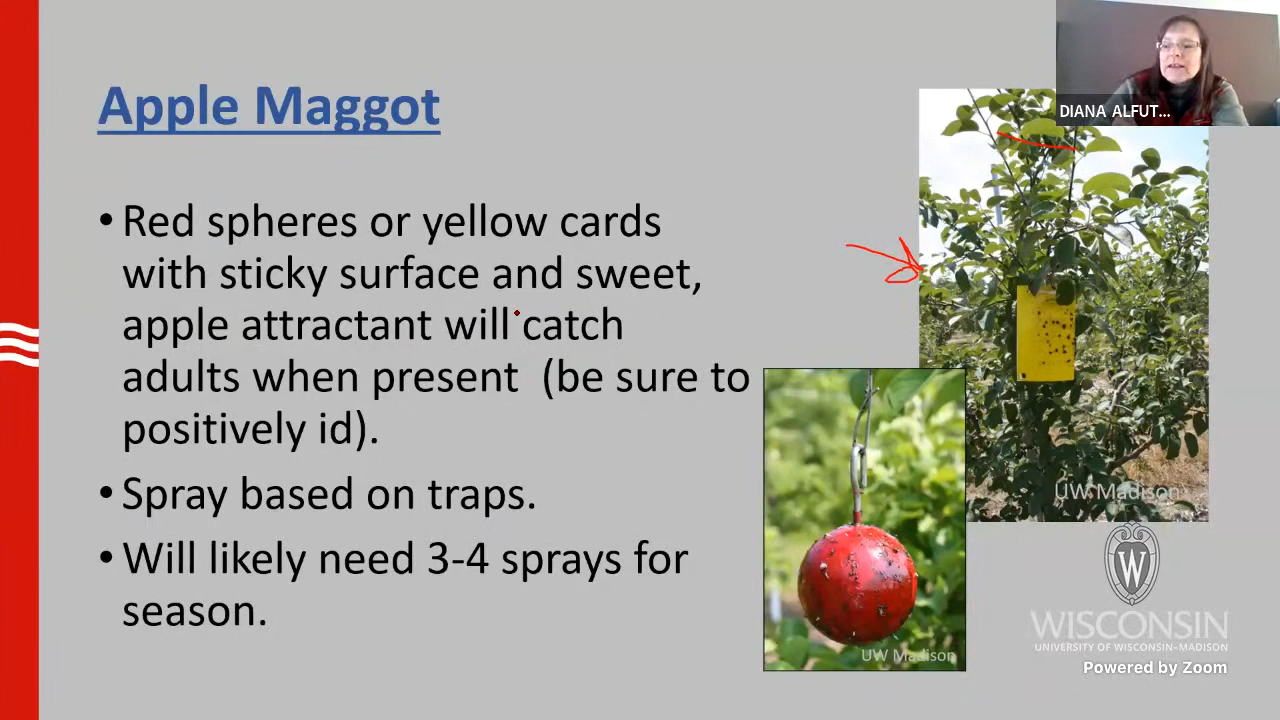 DIANA ALFUT...
Apple Maggot
• Red spheres or yellow cards
with sticky surface and sweet,
apple attractant will catch
adults when present (be sure to
positively id).
• Spray based on traps.
• Will likely need 3-4 sprays for
season.
UW Madison
UW Madison
W
WISCONSIN
UNIVERSITY OF WISCONSIN–MADISON
Powered by Zoom